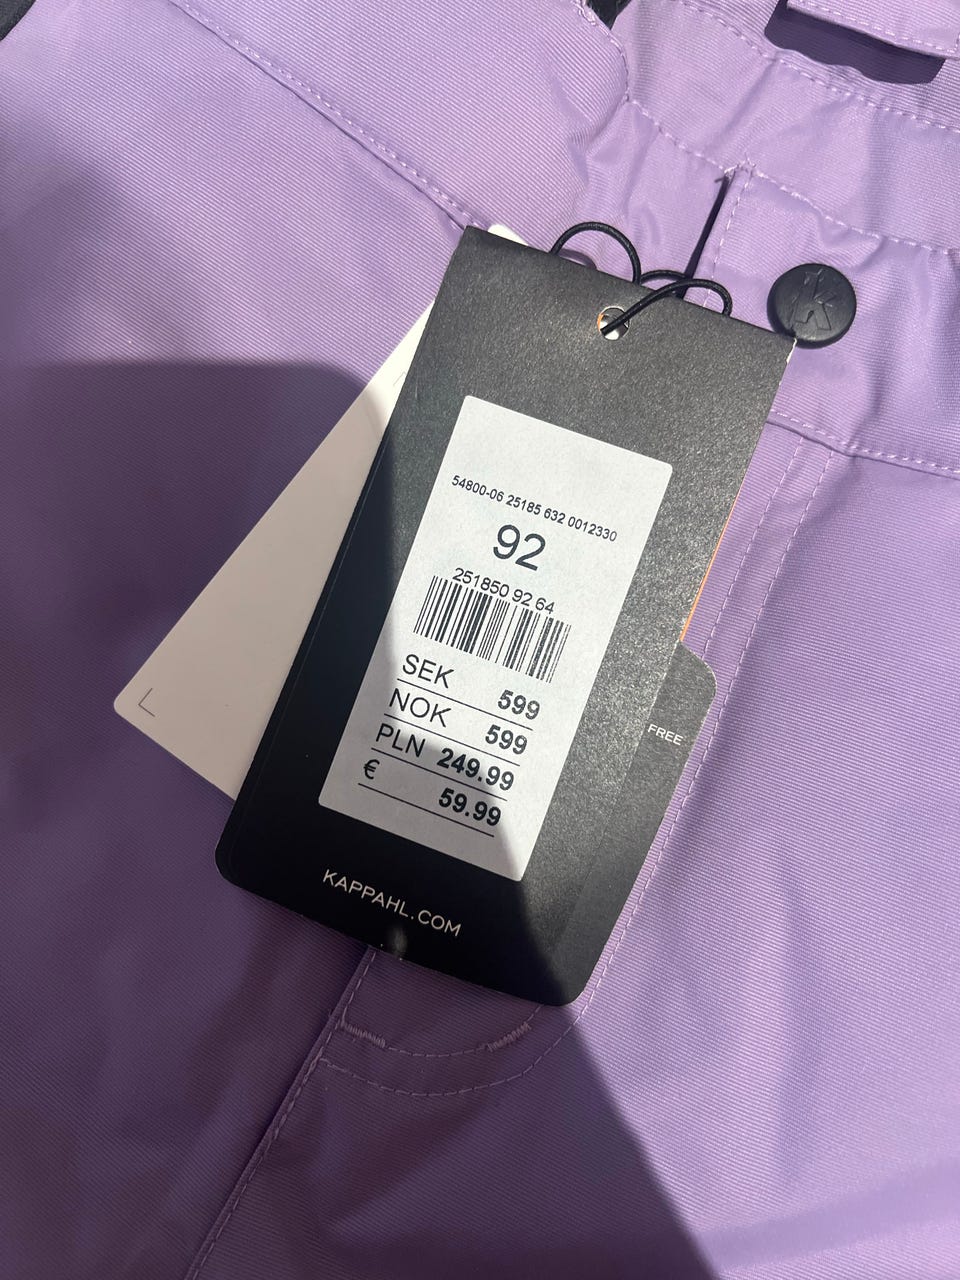 54800-06 25185 632 0012330
92
251850 92 64
SEK 599
NOK 599
PLN 249.99
€ 59.99
FREE
KAPPAHL.COM
K